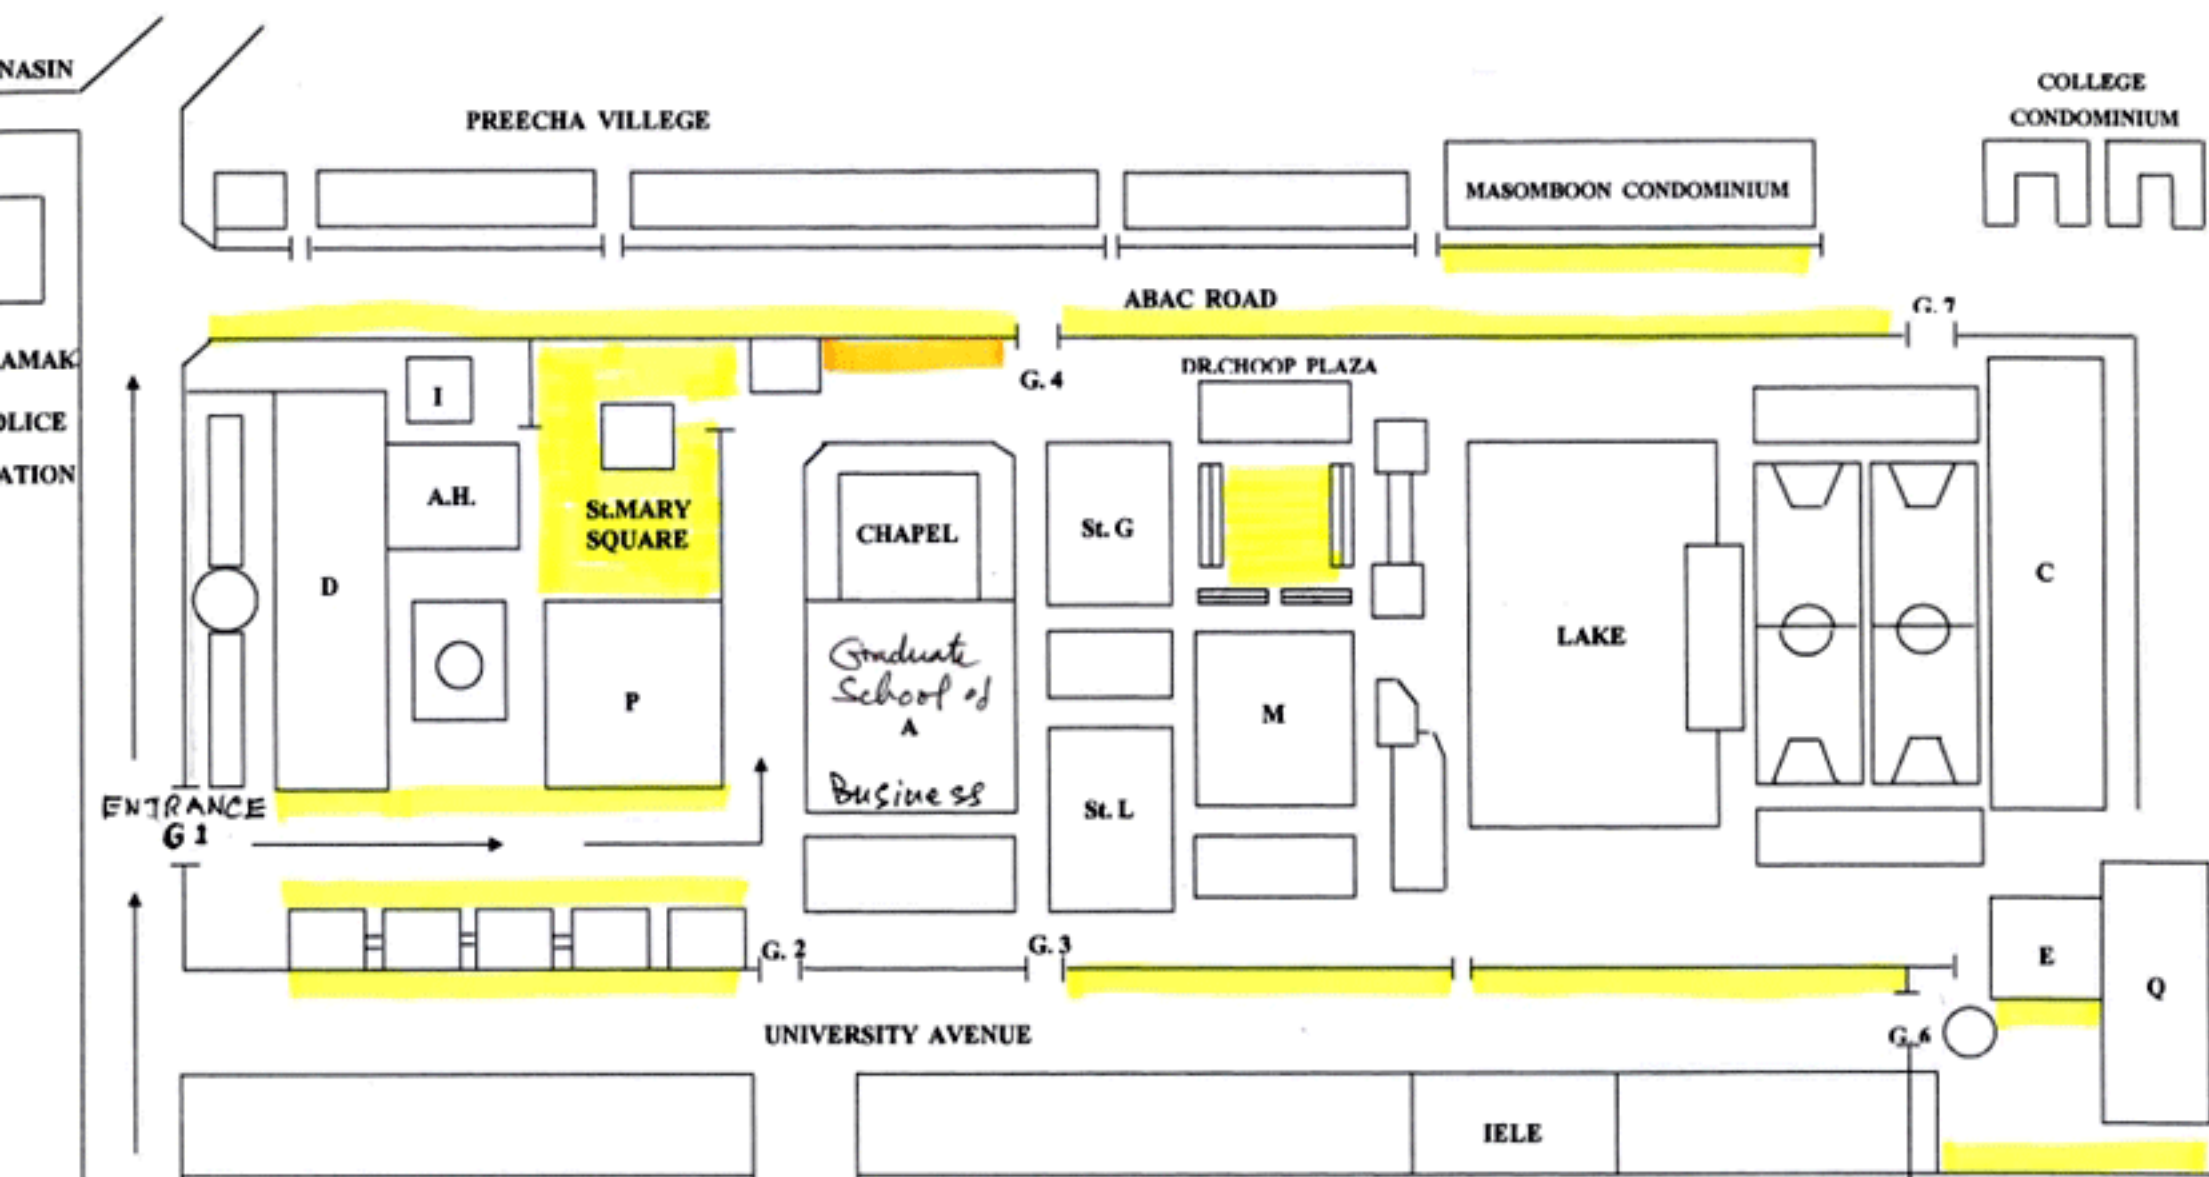 NASIN
COLLEGE
CONDOMINIUM
PREECHA VILLEGE
MASOMBOON CONDOMINIUM
ABAC ROAD
G. 7
AMAK
OLICE
ATION
I
A.H.
D
St.MARY
SQUARE
P
G. 4
DR.CHOOP PLAZA
CHAPEL
St. G
Graduate
School of
A
Business
M
St. L
LAKE
C
ENTRANCE
G 1
G. 2
G. 3
E
Q
G. 6
UNIVERSITY AVENUE
IELE